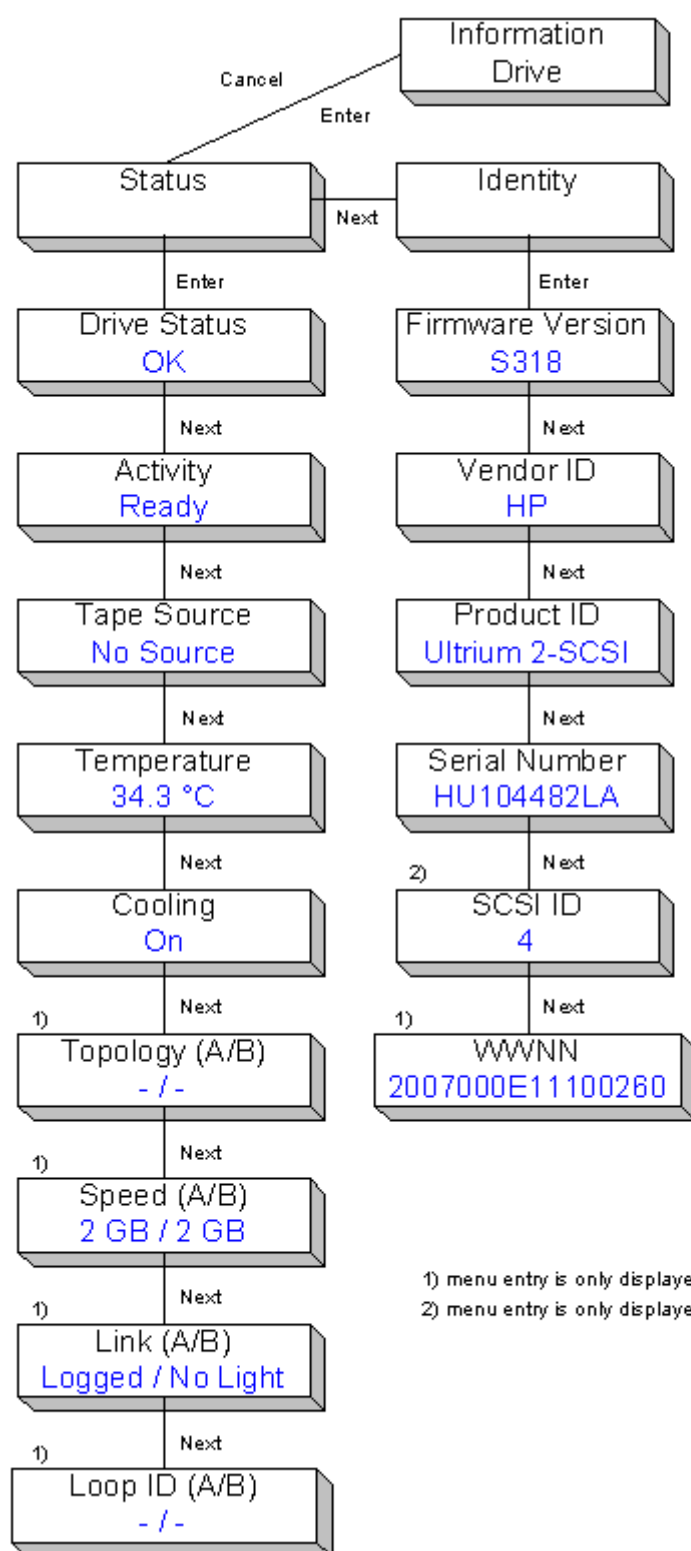 Information
Drive
Cancel
Enter
Status
Next
Identity
Enter
Drive Status
OK
Next
Activity
Ready
Next
Tape Source
No Source
Next
Temperature
34.3 °C
Next
Cooling
On
Next
1)
Topology (A/B)
- / -
Next
1)
Speed (A/B)
2 GB / 2 GB
Next
1)
Link (A/B)
Logged / No Light
Next
1)
Loop ID (A/B)
- / -
Enter
Firmware Version
S318
Next
Vendor ID
HP
Next
Product ID
Ultrium 2-SCSI
Next
Serial Number
HU104482LA
Next
2)
SCSI ID
4
Next
1)
WWNN
2007000E11100260
1) menu entry is only
2) menu entry is only